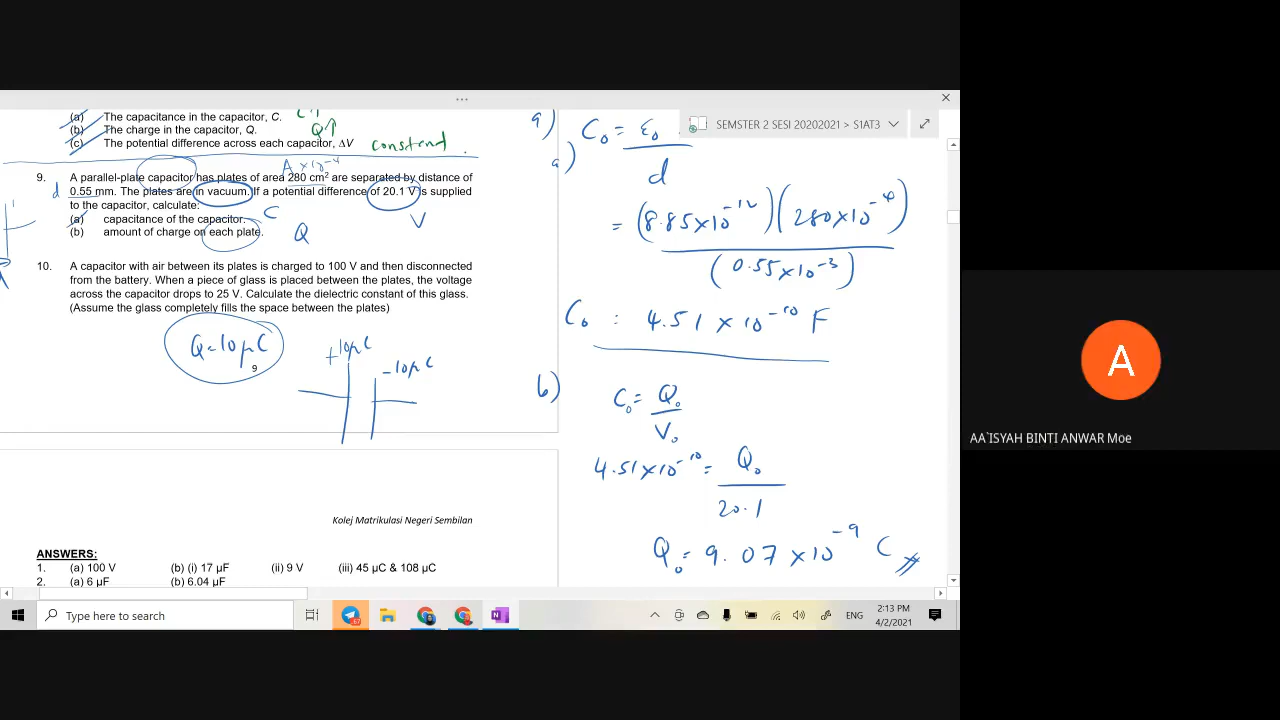 (a) The capacitance in the capacitor, C. C↑
(b) The charge in the capacitor, Q. Q↑
(c) The potential difference across each capacitor, ΔV constand.
A × 10⁻⁴
9. A parallel-plate capacitor has plates of area 280 cm² are separated by distance of
d 0.55 mm. The plates are in vacuum. If a potential difference of 20.1 V is supplied
to the capacitor, calculate:
(a) capacitance of the capacitor. C V
(b) amount of charge on each plate. Q
10. A capacitor with air between its plates is charged to 100 V and then disconnected
from the battery. When a piece of glass is placed between the plates, the voltage
across the capacitor drops to 25 V. Calculate the dielectric constant of this glass.
(Assume the glass completely fills the space between the plates)
Q=10μC
9
+10μC
-10μC
Kolej Matrikulasi Negeri Sembilan
ANSWERS:
1. (a) 100 V (b) (i) 17 μF (ii) 9 V (iii) 45 μC & 108 μC
2. (a) 6 μF (b) 6.04 μF
SEMSTER 2 SESI 20202021 > S1AT3
a)
a)
C₀ = ε₀
d
= (8.85×10⁻¹²)(280×10⁻⁴)
(0.55×10⁻³)
C₀ : 4.51 × 10⁻¹⁰ F
b)
C₀ = Q₀
V₀
4.51×10⁻¹⁰ = Q₀
20.1
Q₀ = 9.07 ×10⁻⁹ C
Type here to search
67
ENG
2:13 PM
4/2/2021
A
AA`ISYAH BINTI ANWAR Moe